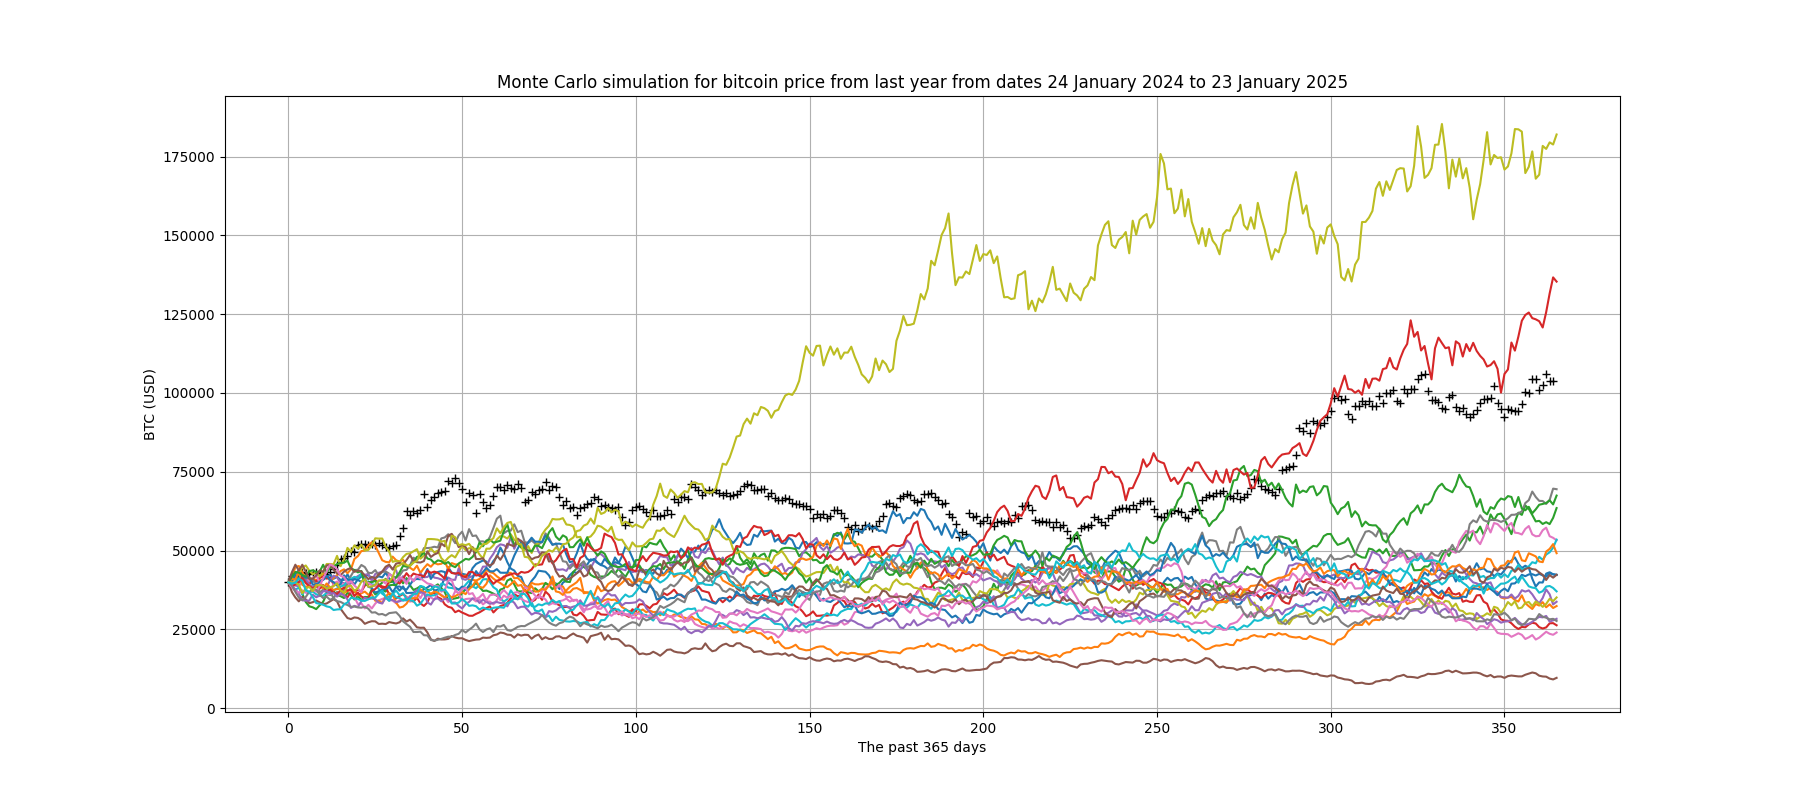 Monte Carlo simulation for bitcoin price from last year from dates 24 January 2024 to 23 January 2025
175000
150000
125000
100000
75000
50000
25000
0
BTC (USD)
0 50 100 150 200 250 300 350
The past 365 days